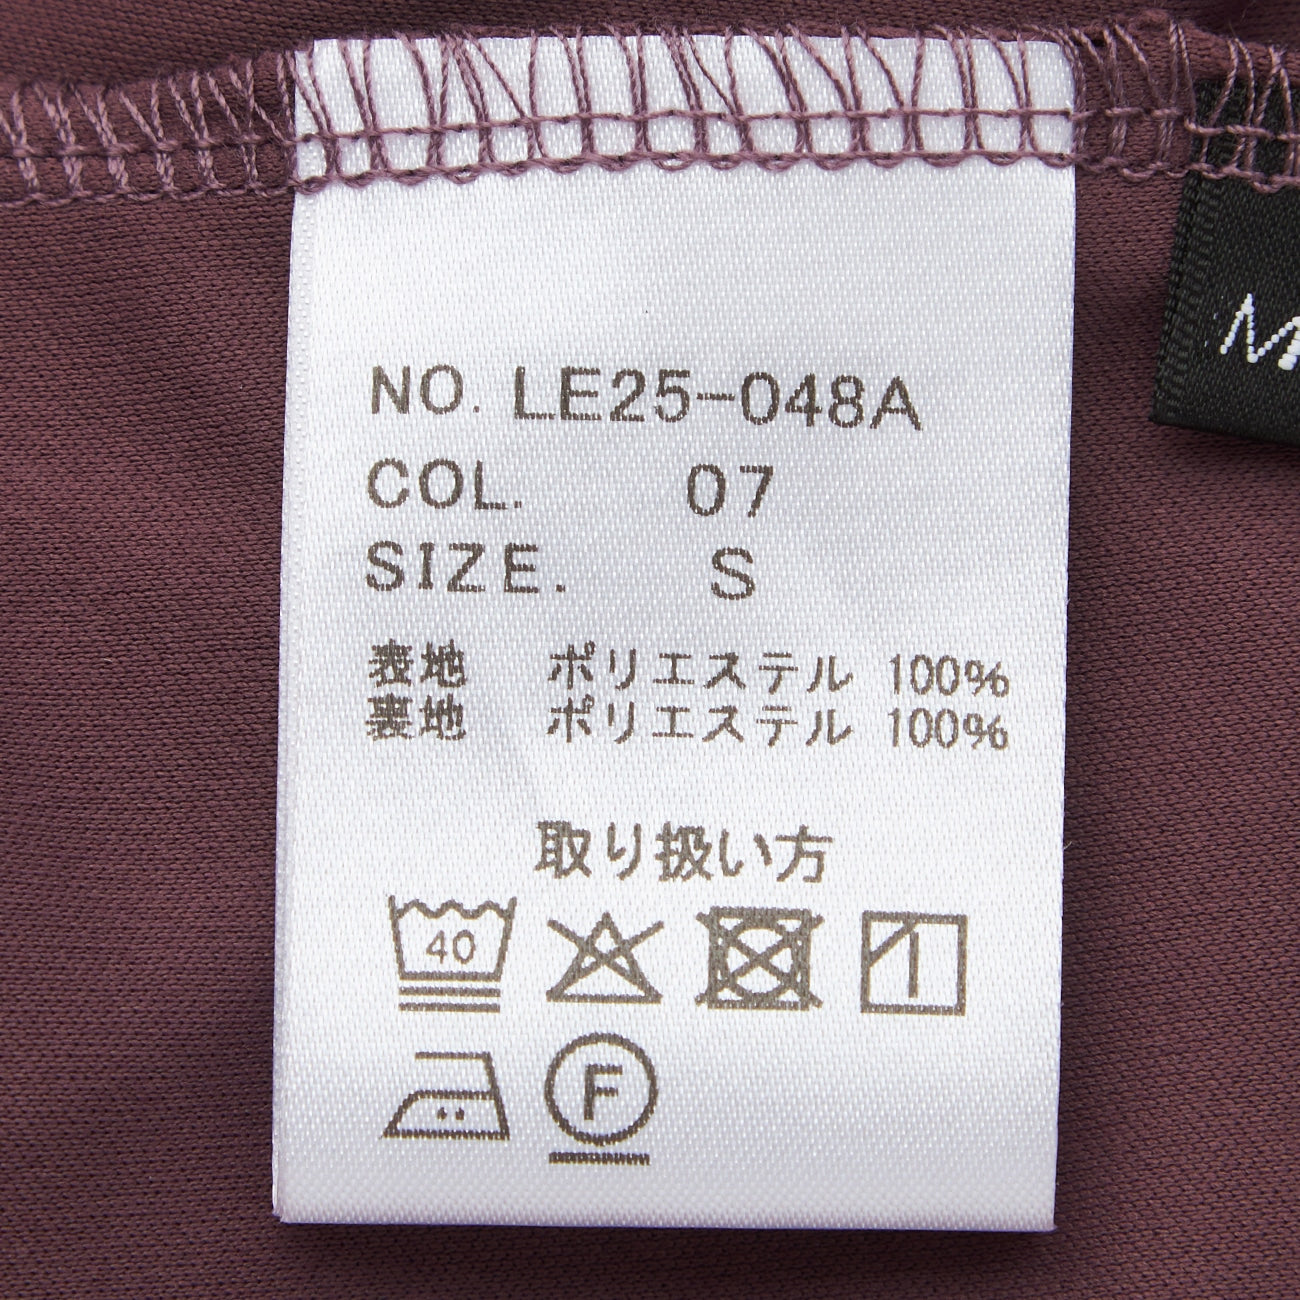 NO. LE25-048A
COL. 07
SIZE. S
表地 ポリエステル 100%
裏地 ポリエステル 100%
取り扱い方
40
F